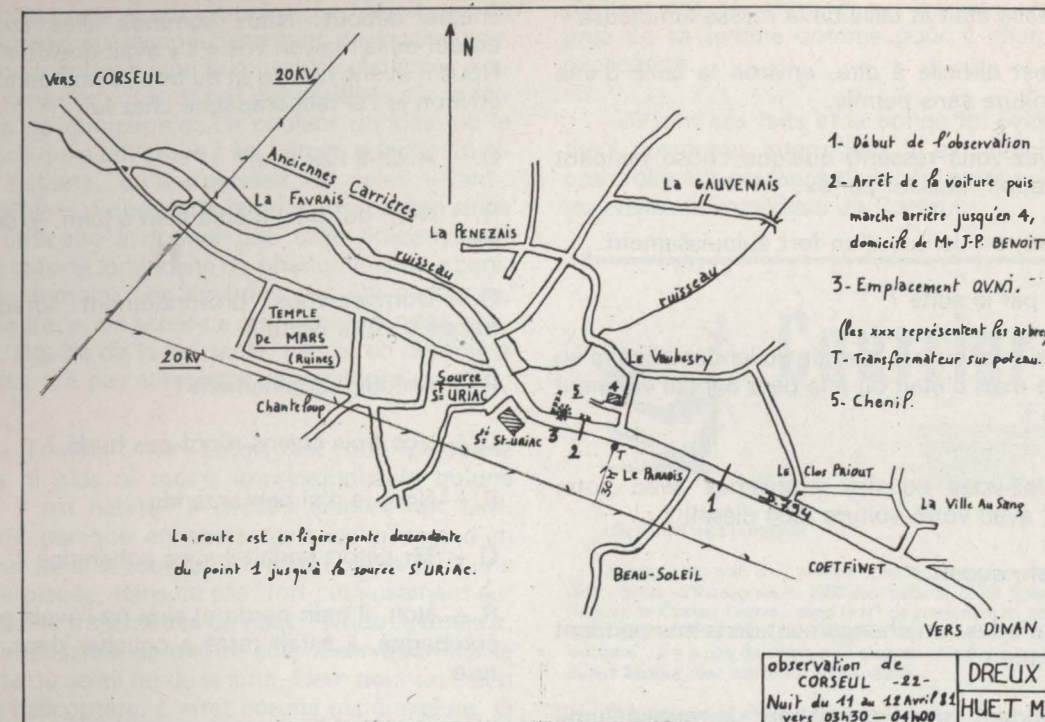 N
Vers CORSEUL
20KV
Anciennes Carrières
La FAVRAIS
La PENEZAIS
La GAUVENAIS
ruisseau
ruisseau
TEMPLE
DE MARS
(Ruines)
20KV
Source
St URIAC
Chanteloup
St St-URIAC
Le Vaubesry
3
2
T
Le Parrais
1
Le Clos Priout
D.794
La Ville Au Sang
COETFINET
BEAU-SOLEIL
VERS DINAN
1- Début de l'observation
2- Arrêt de la voiture puis
marche arrière jusqu'en 4,
domicile de Mr J-P. BENOIT
3- Emplacement O.V.N.I.
(les xxx représentent les arbres
T- Transformateur sur poteau.
5- Chenil.
La route est en légère pente descendante
du point 1 jusqu'à la source St URIAC.
observation de
CORSEUL -22-
Nuit du 11 au 12 Avril 81
vers 03h30 — 04h00
DREUX
HUET M